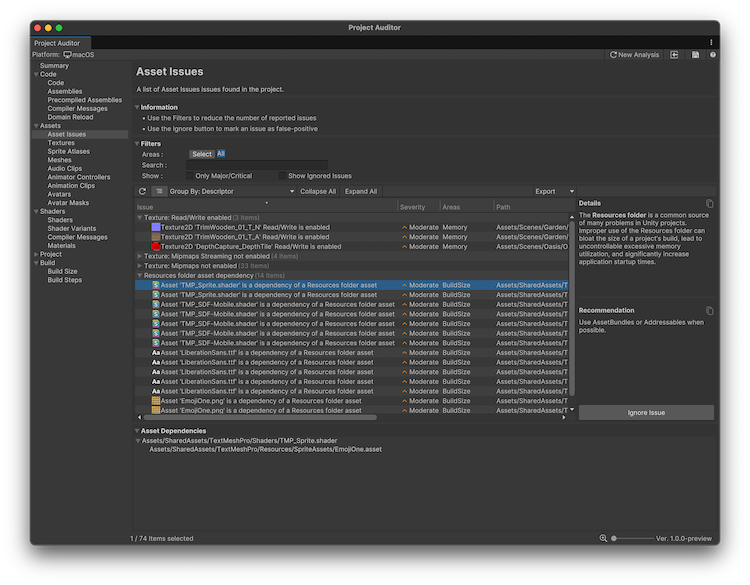 Project Auditor
Project Auditor
Platform: macOS
New Analysis
Summary
Code
Code
Assemblies
Precompiled Assemblies
Compiler Messages
Domain Reload
Assets
Asset Issues
Textures
Sprite Atlases
Meshes
Audio Clips
Animator Controllers
Animation Clips
Avatars
Avatar Masks
Shaders
Shaders
Shader Variants
Compiler Messages
Materials
Project
Build
Build Size
Build Steps
Asset Issues
A list of Asset Issues issues found in the project.
Information
• Use the Filters to reduce the number of reported issues
• Use the Ignore button to mark an issue as false-positive
Filters
Areas : Select All
Search :
Show : Only Major/Critical Show Ignored Issues
Group By: Descriptor Collapse All Expand All Export
Issue Severity Areas Path
Texture: Read/Write enabled (3 Items)
Texture2D 'TrimWooden_01_T_N' Read/Write is enabled Moderate Memory Assets/Scenes/Garden/
Texture2D 'TrimWooden_01_T_A' Read/Write is enabled Moderate Memory Assets/Scenes/Garden/
Texture2D 'DepthCapture_DepthTile' Read/Write is enabled Moderate Memory Assets/Scenes/Oasis/O
Texture: Mipmaps Streaming not enabled (4 Items)
Texture: Mipmaps not enabled (33 Items)
Resources folder asset dependency (14 Items)
Asset 'TMP_Sprite.shader' is a dependency of a Resources folder asset Moderate BuildSize Assets/SharedAssets/T
Asset 'TMP_Sprite.shader' is a dependency of a Resources folder asset Moderate BuildSize Assets/SharedAssets/T
Asset 'TMP_SDF-Mobile.shader' is a dependency of a Resources folder asset Moderate BuildSize Assets/SharedAssets/T
Asset 'TMP_SDF-Mobile.shader' is a dependency of a Resources folder asset Moderate BuildSize Assets/SharedAssets/T
Asset 'TMP_SDF-Mobile.shader' is a dependency of a Resources folder asset Moderate BuildSize Assets/SharedAssets/T
Asset 'TMP_SDF-Mobile.shader' is a dependency of a Resources folder asset Moderate BuildSize Assets/SharedAssets/T
Asset 'TMP_SDF-Mobile.shader' is a dependency of a Resources folder asset Moderate BuildSize Assets/SharedAssets/T
Aa Asset 'LiberationSans.ttf' is a dependency of a Resources folder asset Moderate BuildSize Assets/SharedAssets/T
Aa Asset 'LiberationSans.ttf' is a dependency of a Resources folder asset Moderate BuildSize Assets/SharedAssets/T
Aa Asset 'LiberationSans.ttf' is a dependency of a Resources folder asset Moderate BuildSize Assets/SharedAssets/T
Aa Asset 'LiberationSans.ttf' is a dependency of a Resources folder asset Moderate BuildSize Assets/SharedAssets/T
Aa Asset 'LiberationSans.ttf' is a dependency of a Resources folder asset Moderate BuildSize Assets/SharedAssets/T
Asset 'EmojiOne.png' is a dependency of a Resources folder asset Moderate BuildSize Assets/SharedAssets/T
Asset 'EmojiOne.png' is a dependency of a Resources folder asset Moderate BuildSize Assets/SharedAssets/T
Details
The Resources folder is a common source
of many problems in Unity projects.
Improper use of the Resources folder can
bloat the size of a project's build, lead to
uncontrollable excessive memory
utilization, and significantly increase
application startup times.
Recommendation
Use AssetBundles or Addressables when
possible.
Ignore Issue
Asset Dependencies
Assets/SharedAssets/TextMeshPro/Shaders/TMP_Sprite.shader
Assets/SharedAssets/TextMeshPro/Resources/SpriteAssets/EmojiOne.asset
1 / 74 Items selected
Ver. 1.0.0-preview